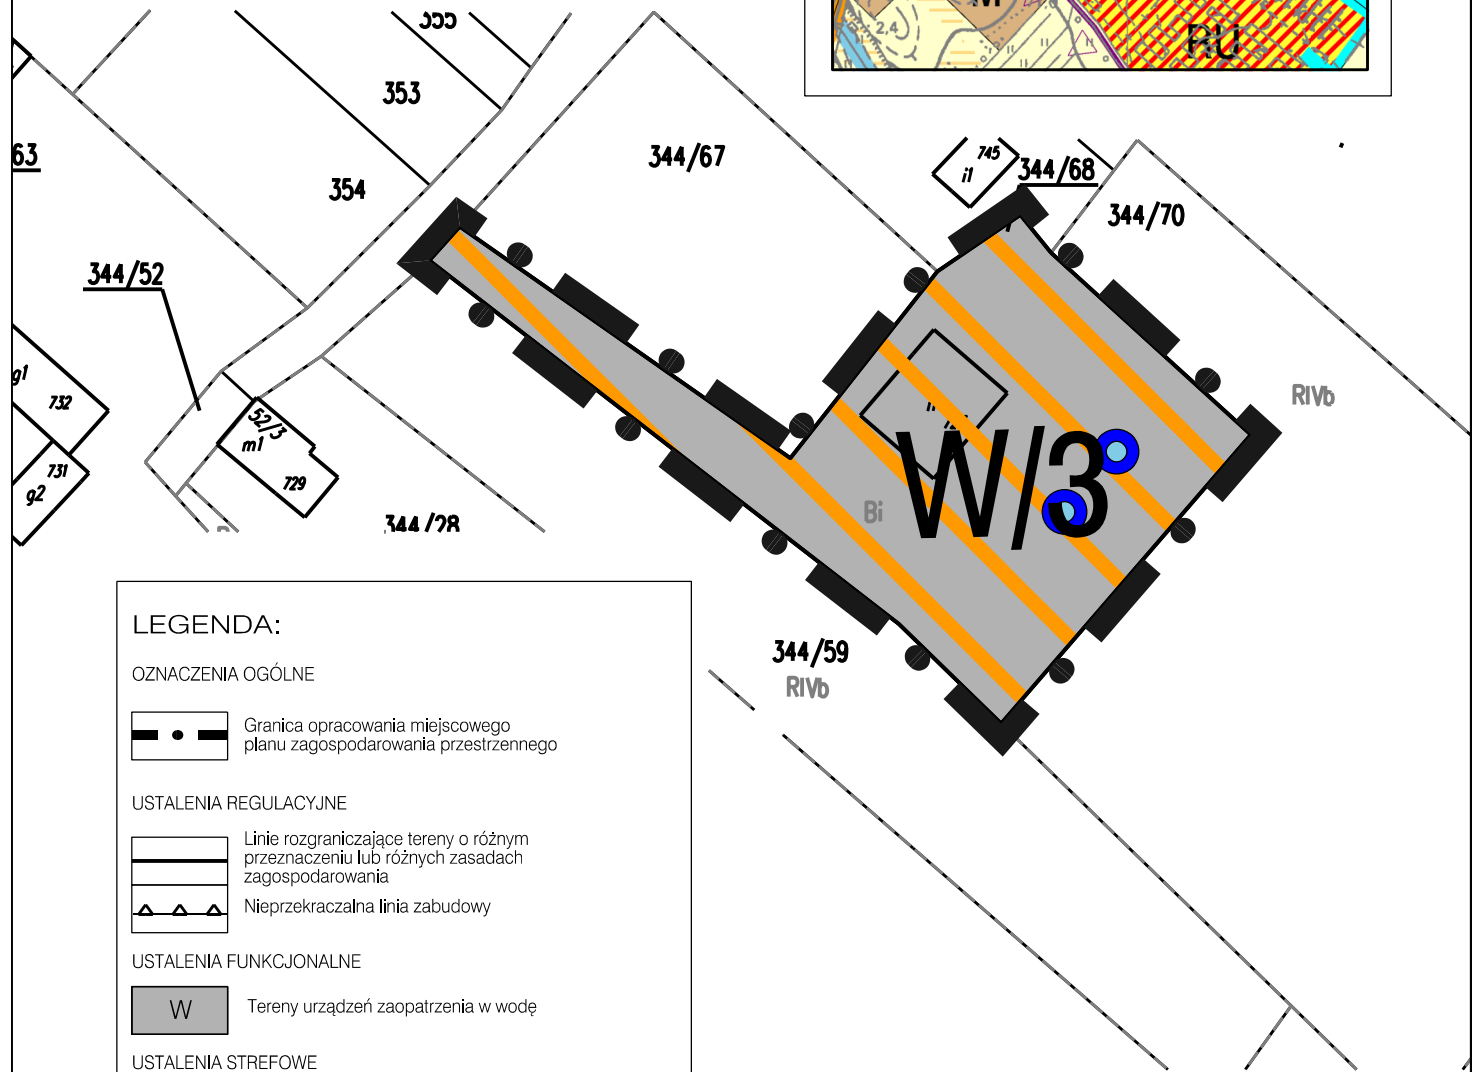 355
M
2,4
RU
353
63
344/67
745
i1
344/68
354
344/70
344/52
g1
732
RIVb
52/3
m1
731
g2
729
W/3
Bi
344/28
LEGENDA:
344/59
RIVb
OZNACZENIA OGÓLNE
Granica opracowania miejscowego
planu zagospodarowania przestrzennego
USTALENIA REGULACYJNE
Linie rozgraniczające tereny o różnym
przeznaczeniu lub różnych zasadach
zagospodarowania
Nieprzekraczalna linia zabudowy
USTALENIA FUNKCJONALNE
W
Tereny urządzeń zaopatrzenia w wodę
USTALENIA STREFOWE